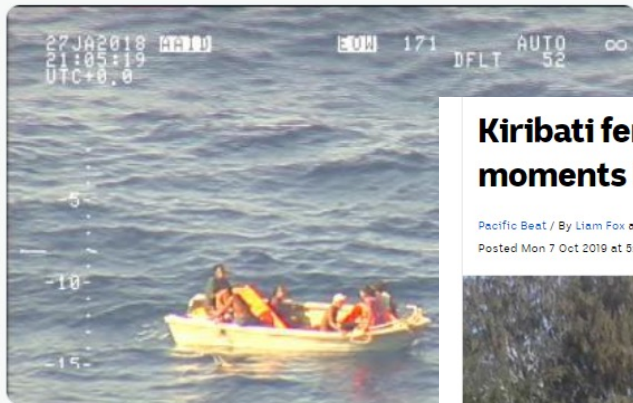 27JA2018 AAID
21:05:19
UTC+0.0
EOW 171 AUTO ∞
DFLT 52
-5-
-10-
-15-
Kiribati fe
moments
Pacific Beat / By Liam Fox a
Posted Mon 7 Oct 2019 at 5